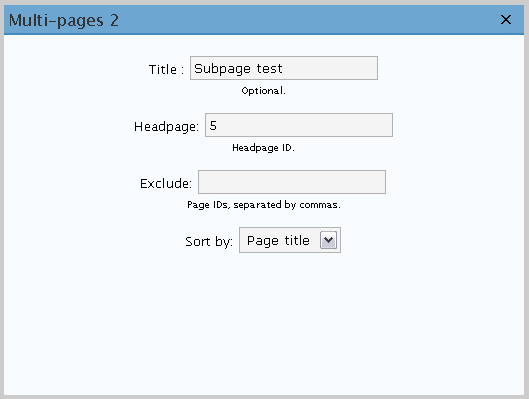 Multi-pages 2
Title : Subpage test
Optional.
Headpage: 5
Headpage ID.
Exclude:
Page IDs, separated by commas.
Sort by: Page title